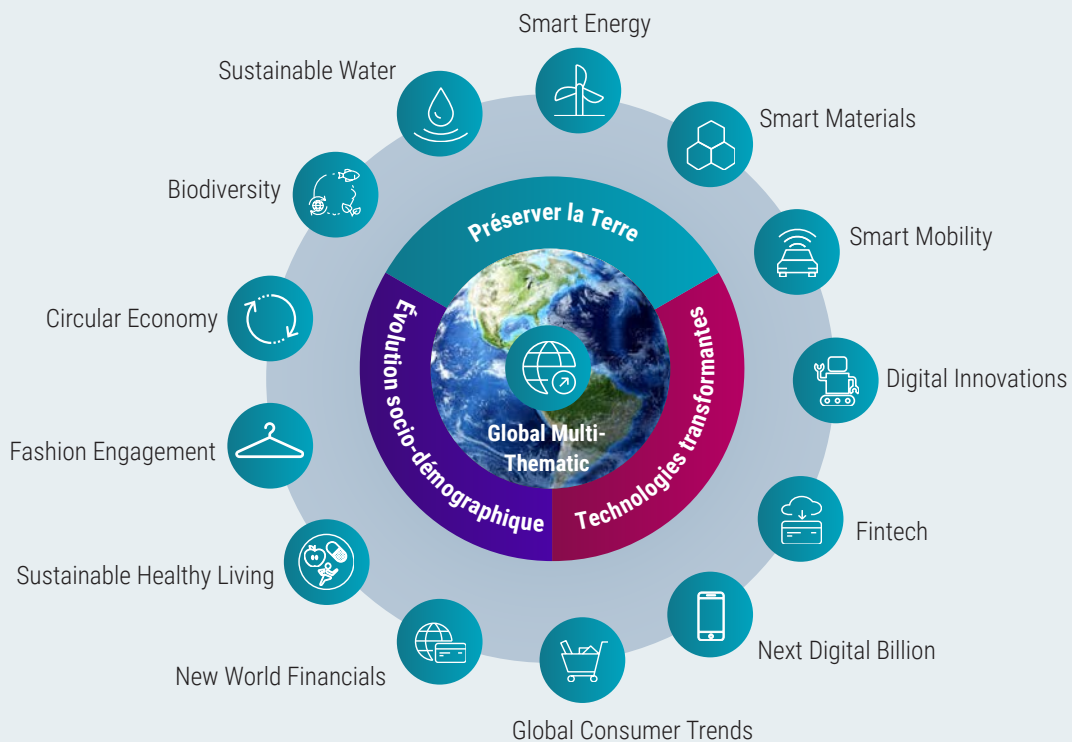 Smart Energy
Sustainable Water
Smart Materials
Biodiversity
Smart Mobility
Circular Economy
Digital Innovations
Fashion Engagement
Fintech
Sustainable Healthy Living
Next Digital Billion
New World Financials
Global Consumer Trends
Préserver la Terre
Évolution socio-démographique
Technologies transformantes
Global Multi-
Thematic